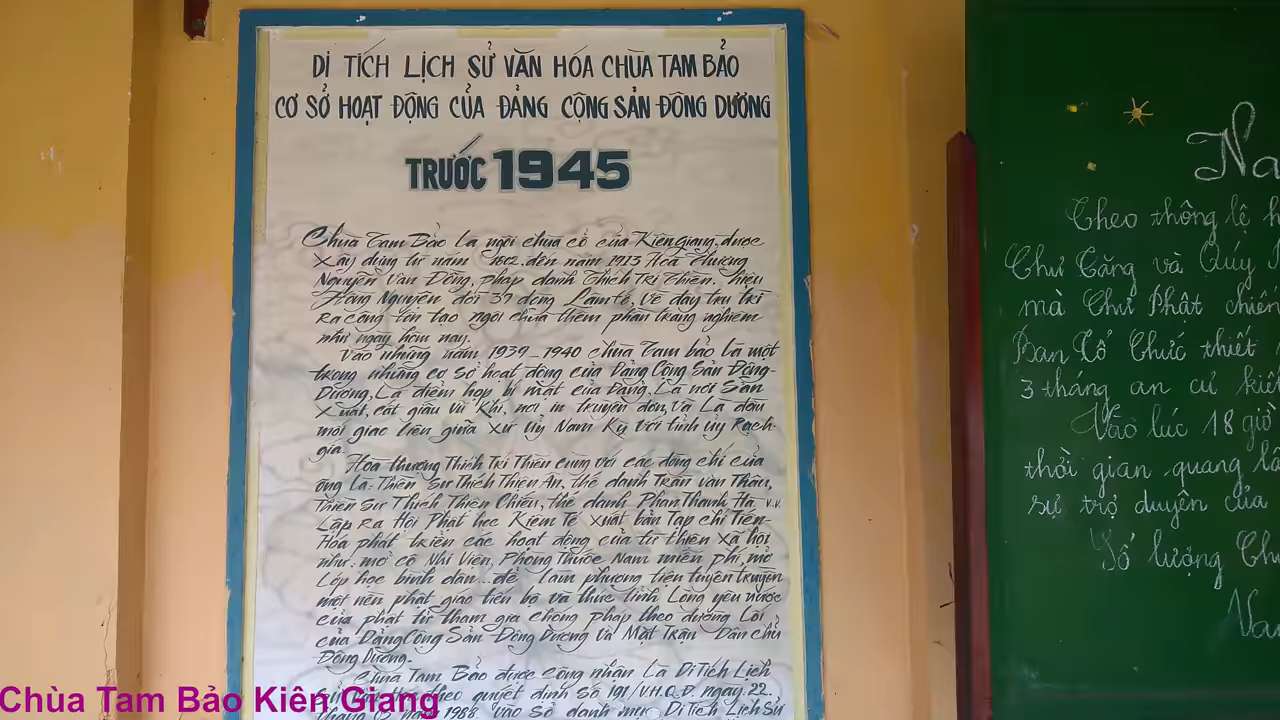 DI TÍCH LỊCH SỬ VĂN HÓA CHÙA TAM BẢO
CƠ SỞ HOẠT ĐỘNG CỦA ĐẢNG CỘNG SẢN ĐÔNG DƯƠNG
TRƯỚC 1945
Chùa Tam Bảo Là ngôi chùa cổ của Kiên Giang, được
xây dựng từ năm 1802. đến năm 1913 Hoà Thượng
Nguyễn Văn Đồng, pháp danh Thích Trí Thiền, hiệu
Hồng Nguyện đời 37 dòng Lâm tế, Về đây trụ trì
Ra công tân tạo ngôi chùa thêm phần trang nghiêm
như ngày hôm nay.
Vào những năm 1939-1940 chùa Tam bảo Là một
trong những cơ sở hoạt động của Đảng Cộng Sản Đông-
Dương, Là điểm họp bí mật của Đảng, Là nơi Sản
Xuất, cất giấu Vũ Khí, nơi in truyền đơn, Và Là đầu
mối giao liên giữa Xứ Ủy Nam Kỳ với tỉnh ủy Rạch-
giá.
Hòa thượng Thích Trí Thiền cùng với các đồng chí của
ông Là: Thiền Sư Thích Thiện Ân, thế danh Trần Văn Thâu,
Thiền Sư Thích Thiện Chiếu, thế danh Phan Thanh Hà v.v.
Lập Ra Hội Phật học Kiêm Tế, xuất bản Tạp chí Tiến-
Hóa phát triển các hoạt động của từ thiện Xã hội
như: mở cô Nhi Viện, Phòng Thuốc Nam miễn phí, mở
Lớp học bình dân... để Làm phương tiện tuyên truyền
một nền phật giáo tiến bộ và thức tỉnh Lòng yêu nước
của phật tử tham gia chống pháp theo đường Lối
của Đảng Cộng Sản Đông Dương Và Mặt Trận Dân chủ
Đông Dương.
Chùa Tam Bảo được công nhận Là Di Tích Lịch
theo quyết định Số 191/VH.Q.Đ. ngày 22.
tháng 03 năm 1988. vào Sổ danh mục Di Tích Lịch Sử
Na
Theo thông lệ h
Chư Tăng và Quý
mà Chư Phật chiến
Ban Tổ Chức thiết
3 tháng an cư kiết
Vào lúc 18 giờ
thời gian quang lâ
sự trợ duyên của
Số lượng Ch
Na
Chùa Tam Bảo Kiên Giang